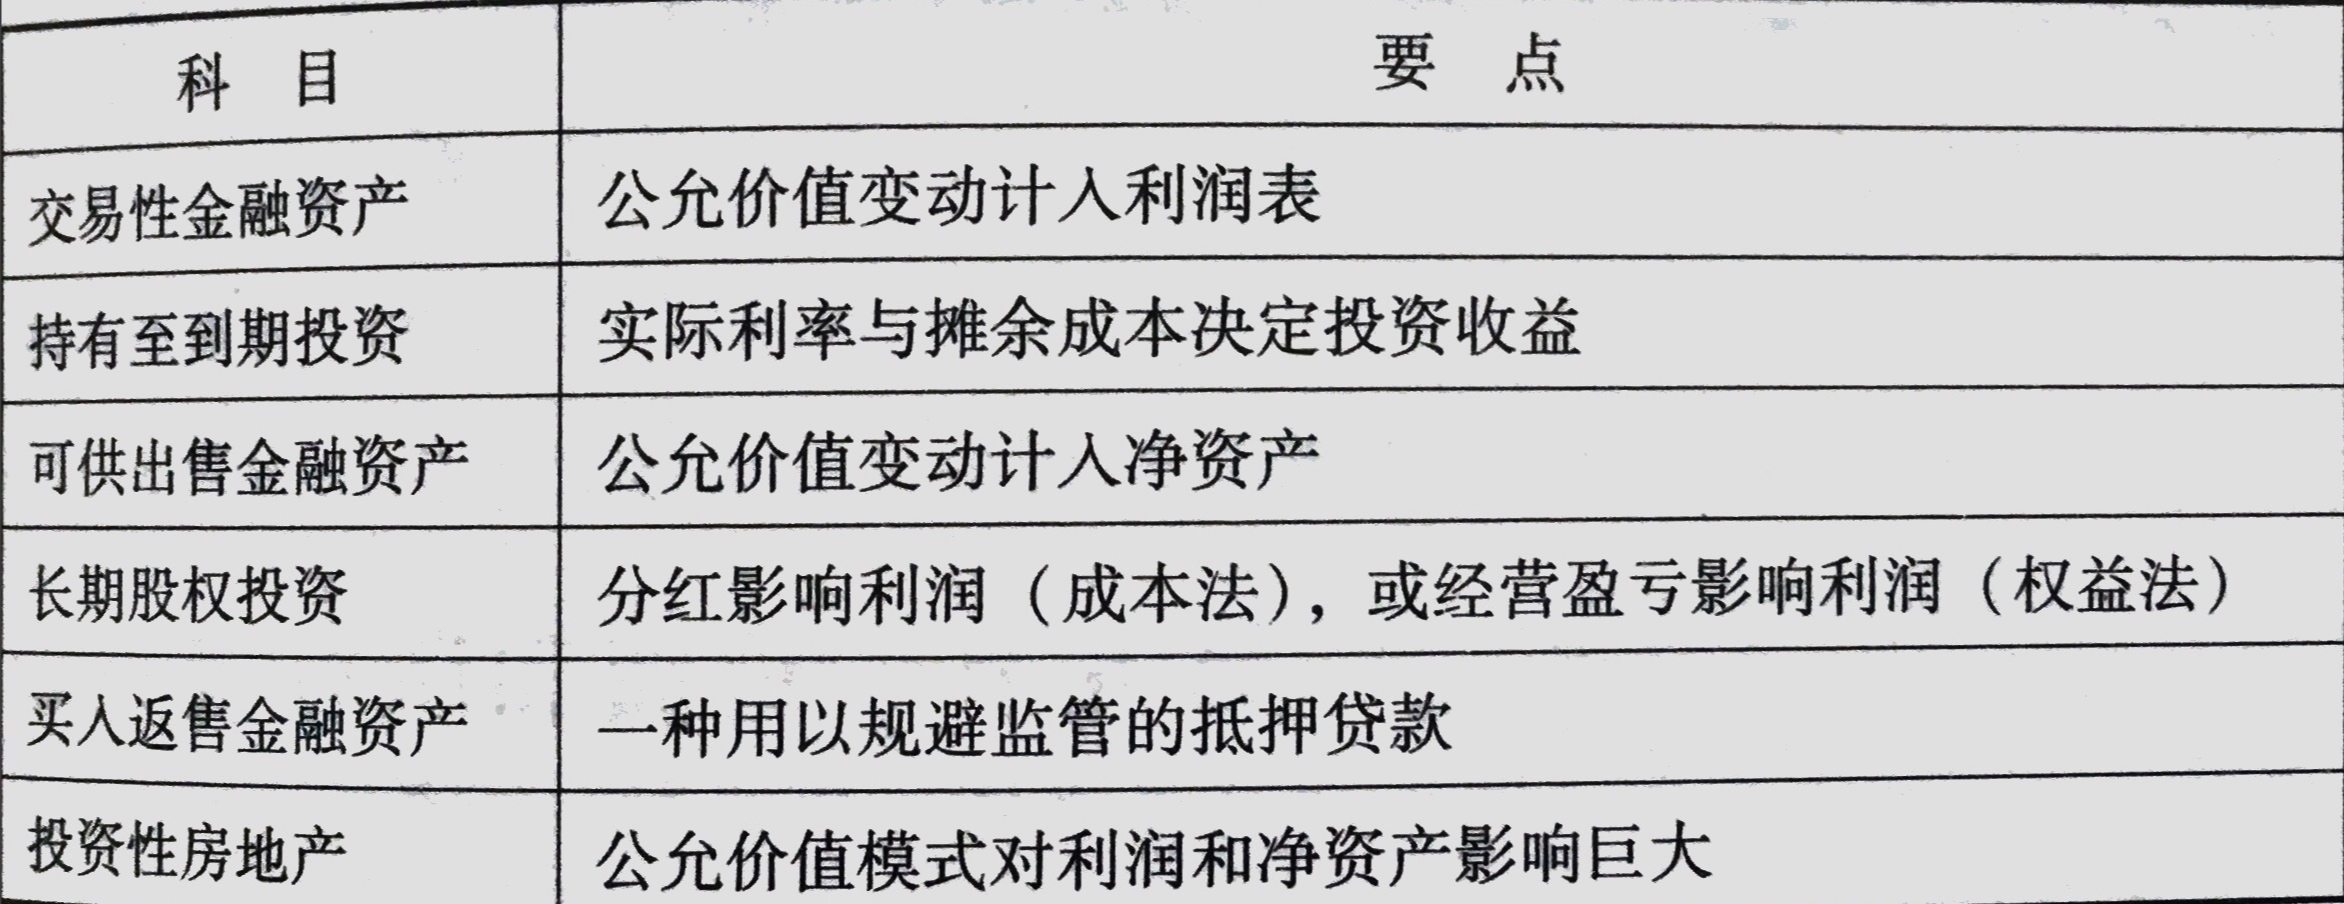 科 目 要 点
交易性金融资产 公允价值变动计入利润表
持有至到期投资 实际利率与摊余成本决定投资收益
可供出售金融资产 公允价值变动计入净资产
长期股权投资 分红影响利润（成本法），或经营盈亏影响利润（权益法）
买入返售金融资产 一种用以规避监管的抵押贷款
投资性房地产 公允价值模式对利润和净资产影响巨大